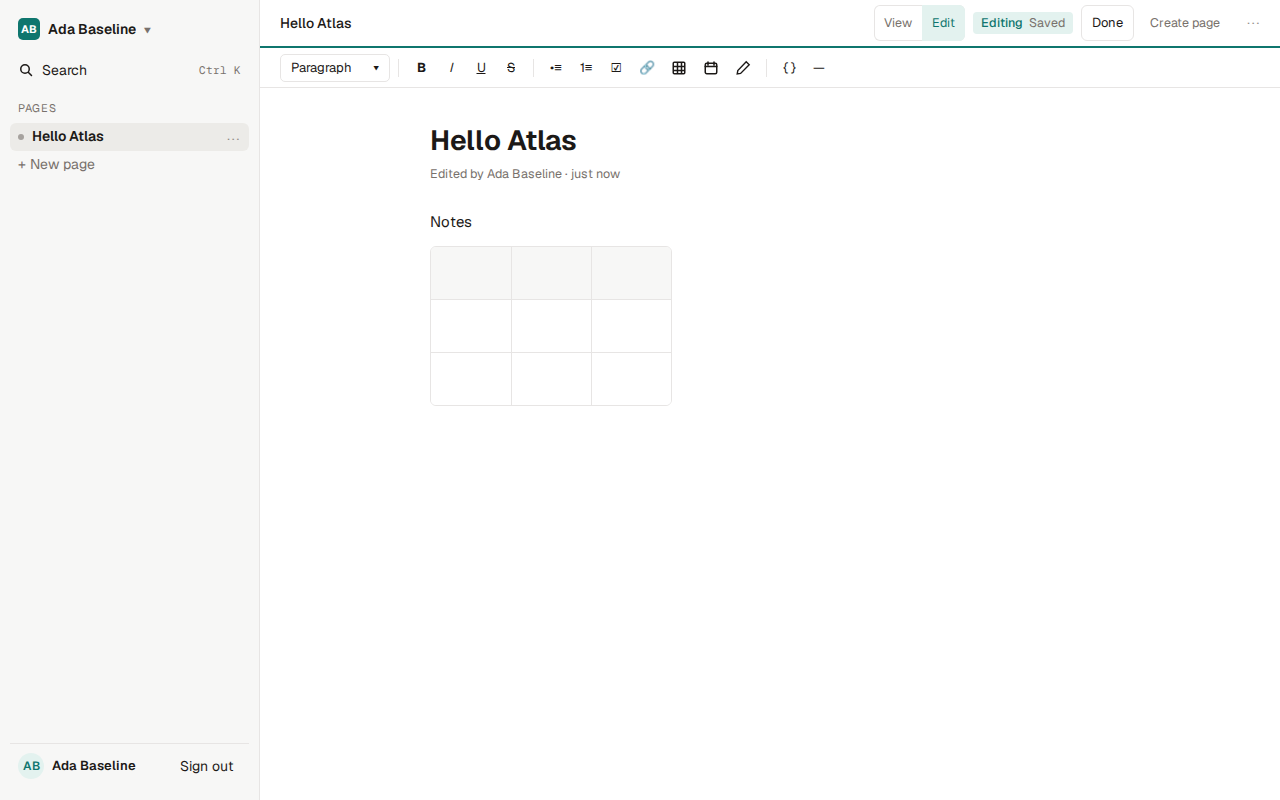 AB Ada Baseline ▾
Search Ctrl K
PAGES
Hello Atlas ...
+ New page
AB Ada Baseline Sign out
Hello Atlas View Edit Editing Saved Done Create page ...
Paragraph ▾ B I U S •≡ 1≡ ☑ 🔗 {} —
Hello Atlas
Edited by Ada Baseline · just now
Notes